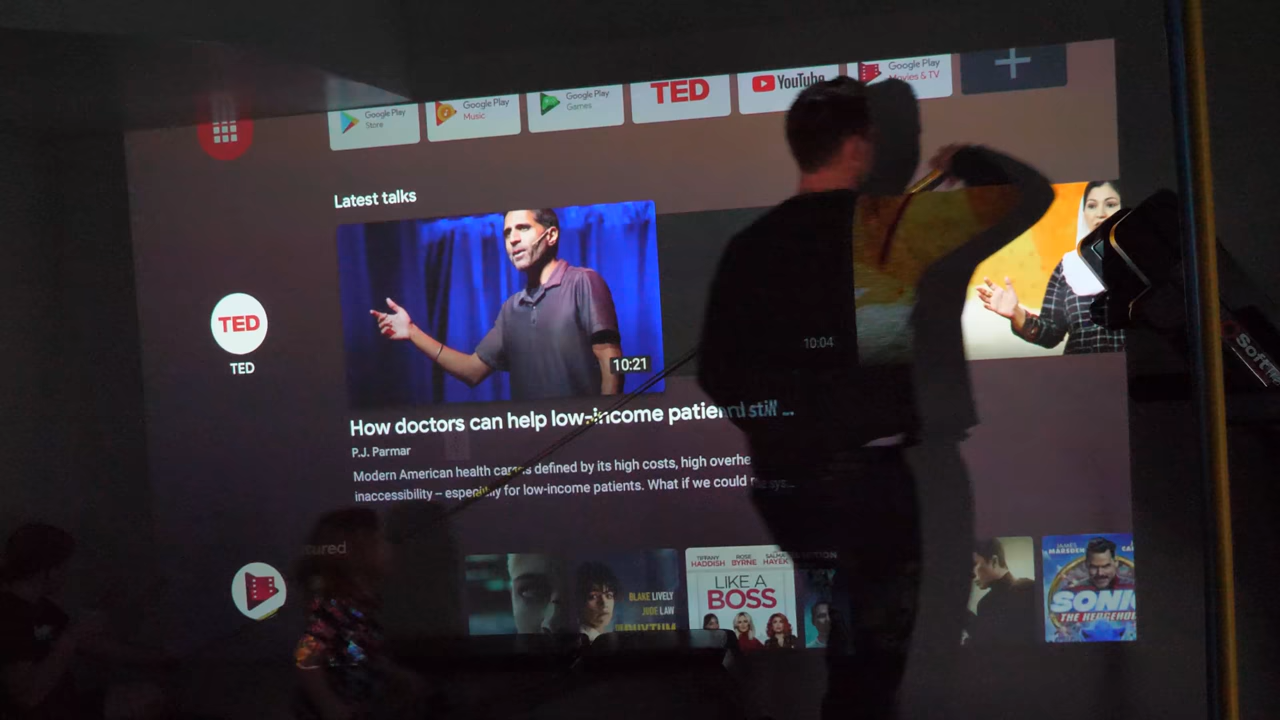 Google Play
Store
Google Play
Music
Google Play
Games
TED
YouTube
Google Play
Movies & TV
Latest talks
10:21
10:04
TED
TED
How doctors can help low-income patien
still ...
P.J. Parmar
Modern American health care is defined by its high costs, high overhe
inaccessibility – especially for low-income patients. What if we could
tured
BLAKE LIVELY
JUDE LAW
RHYTHM
TIFFANY HADDISH
ROSE BYRNE
SALMA HAYEK
LIKE A
BOSS
JAMES MARSDEN
SONIC
THE HEDGEHOG